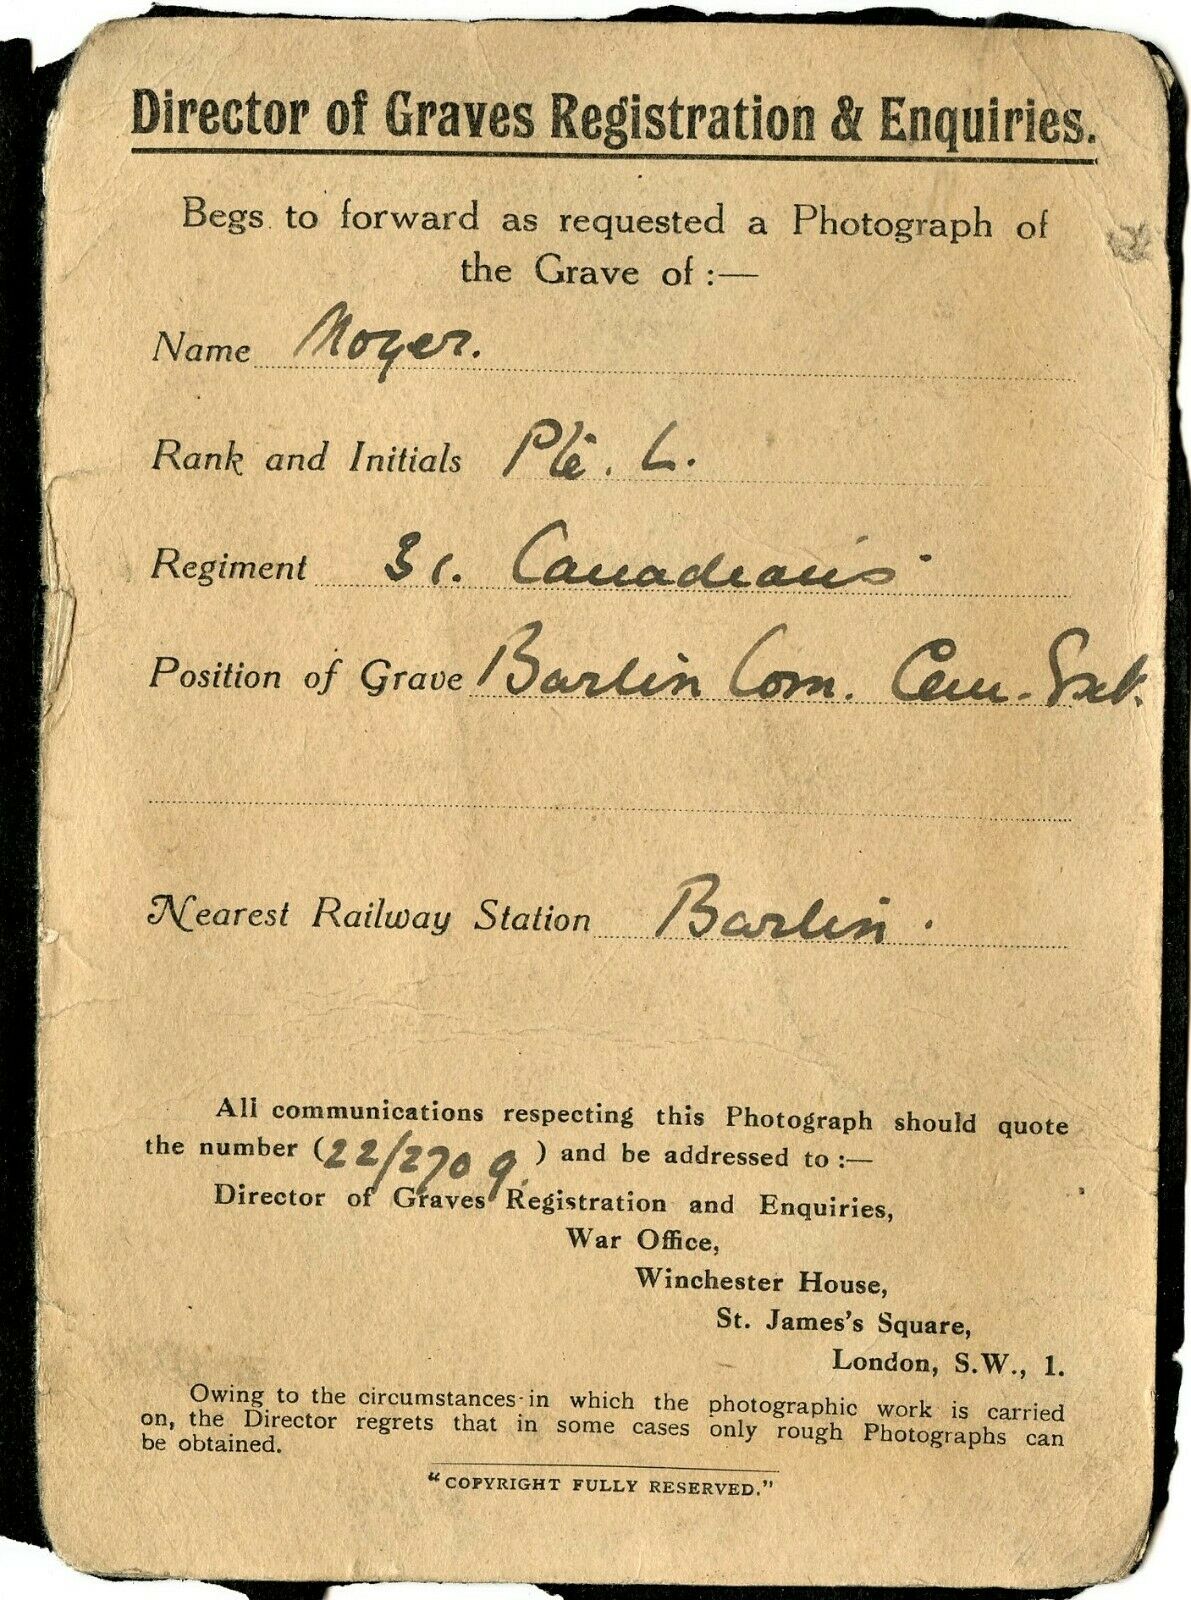 Director of Graves Registration & Enquiries.
Begs to forward as requested a Photograph of
the Grave of :—
Name Moyer.
Rank and Initials Pte. L.
Regiment 31. Canadians
Position of Grave Barlin Com. Cem. Ext.
Nearest Railway Station Barlin.
All communications respecting this Photograph should quote
the number (22/270 9.) and be addressed to :—
Director of Graves Registration and Enquiries,
War Office,
Winchester House,
St. James's Square,
London, S.W., 1.
Owing to the circumstances in which the photographic work is carried
on, the Director regrets that in some cases only rough Photographs can
be obtained.
"COPYRIGHT FULLY RESERVED."